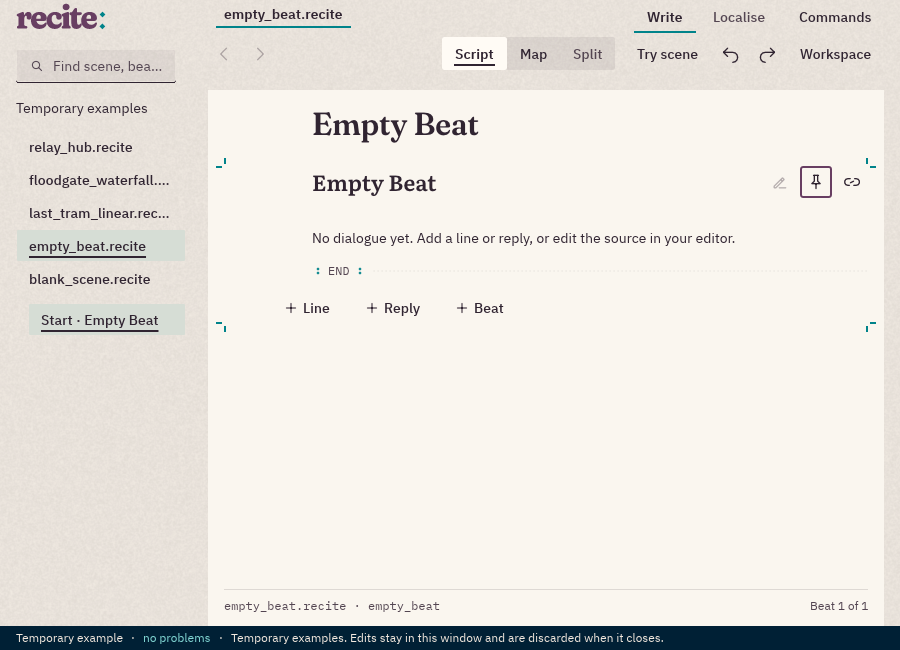 recite:
empty_beat.recite
Write
Localise
Commands
Find scene, bea...
Script
Map
Split
Try scene
Workspace
Temporary examples
relay_hub.recite
floodgate_waterfall....
last_tram_linear.rec...
empty_beat.recite
blank_scene.recite
Start · Empty Beat
Empty Beat
Empty Beat
No dialogue yet. Add a line or reply, or edit the source in your editor.
: END :
+ Line
+ Reply
+ Beat
empty_beat.recite · empty_beat
Beat 1 of 1
Temporary example · no problems · Temporary examples. Edits stay in this window and are discarded when it closes.